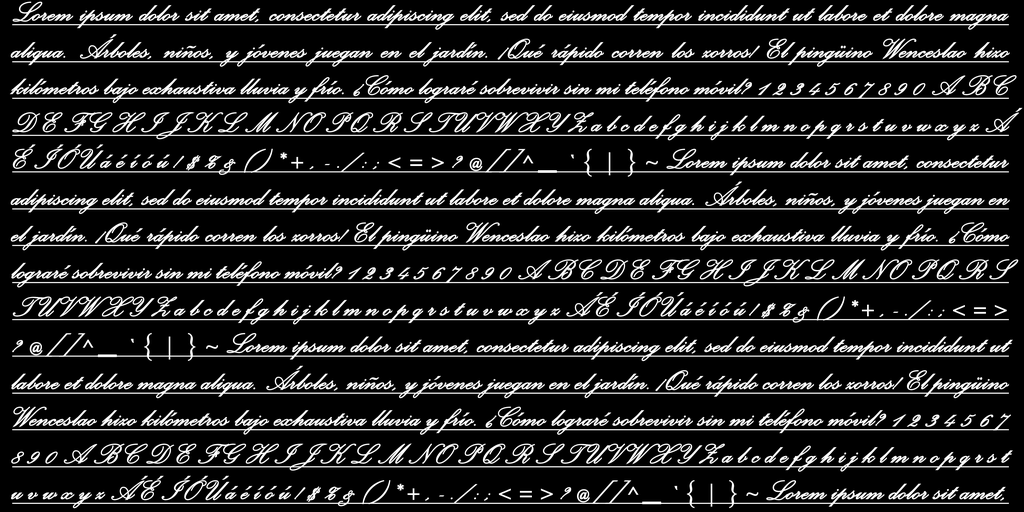 Lorem ipsum dolor sit amet, consectetur adipiscing elit, sed do eiusmod tempor incididunt ut labore et dolore magna
aliqua. Árboles, niños, y jóvenes juegan en el jardín. ¡Qué rápido corren los zorros! El pingüino Wenceslao hizo
kilómetros bajo exhaustiva lluvia y frío. ¿Cómo lograré sobrevivir sin mi teléfono móvil? 1 2 3 4 5 6 7 8 9 0 A B C
D E F G H I J K L M N O P Q R S T U V W X Y Z a b c d e f g h i j k l m n o p q r s t u v w x y z Á
É Í Ó Ú á é í ó ú ! $ % & ( ) * + , - . / : ; < = > ? @ [ ] ^ _ ` { | } ~ Lorem ipsum dolor sit amet, consectetur
adipiscing elit, sed do eiusmod tempor incididunt ut labore et dolore magna aliqua. Árboles, niños, y jóvenes juegan en
el jardín. ¡Qué rápido corren los zorros! El pingüino Wenceslao hizo kilómetros bajo exhaustiva lluvia y frío. ¿Cómo
lograré sobrevivir sin mi teléfono móvil? 1 2 3 4 5 6 7 8 9 0 A B C D E F G H I J K L M N O P Q R S
T U V W X Y Z a b c d e f g h i j k l m n o p q r s t u v w x y z Á É Í Ó Ú á é í ó ú ! $ % & ( ) * + , - . / : ; < = >
? @ [ ] ^ _ ` { | } ~ Lorem ipsum dolor sit amet, consectetur adipiscing elit, sed do eiusmod tempor incididunt ut
labore et dolore magna aliqua. Árboles, niños, y jóvenes juegan en el jardín. ¡Qué rápido corren los zorros! El pingüino
Wenceslao hizo kilómetros bajo exhaustiva lluvia y frío. ¿Cómo lograré sobrevivir sin mi teléfono móvil? 1 2 3 4 5 6 7
8 9 0 A B C D E F G H I J K L M N O P Q R S T U V W X Y Z a b c d e f g h i j k l m n o p q r s t
u v w x y z Á É Í Ó Ú á é í ó ú ! $ % & ( ) * + , - . / : ; < = > ? @ [ ] ^ _ ` { | } ~ Lorem ipsum dolor sit amet,